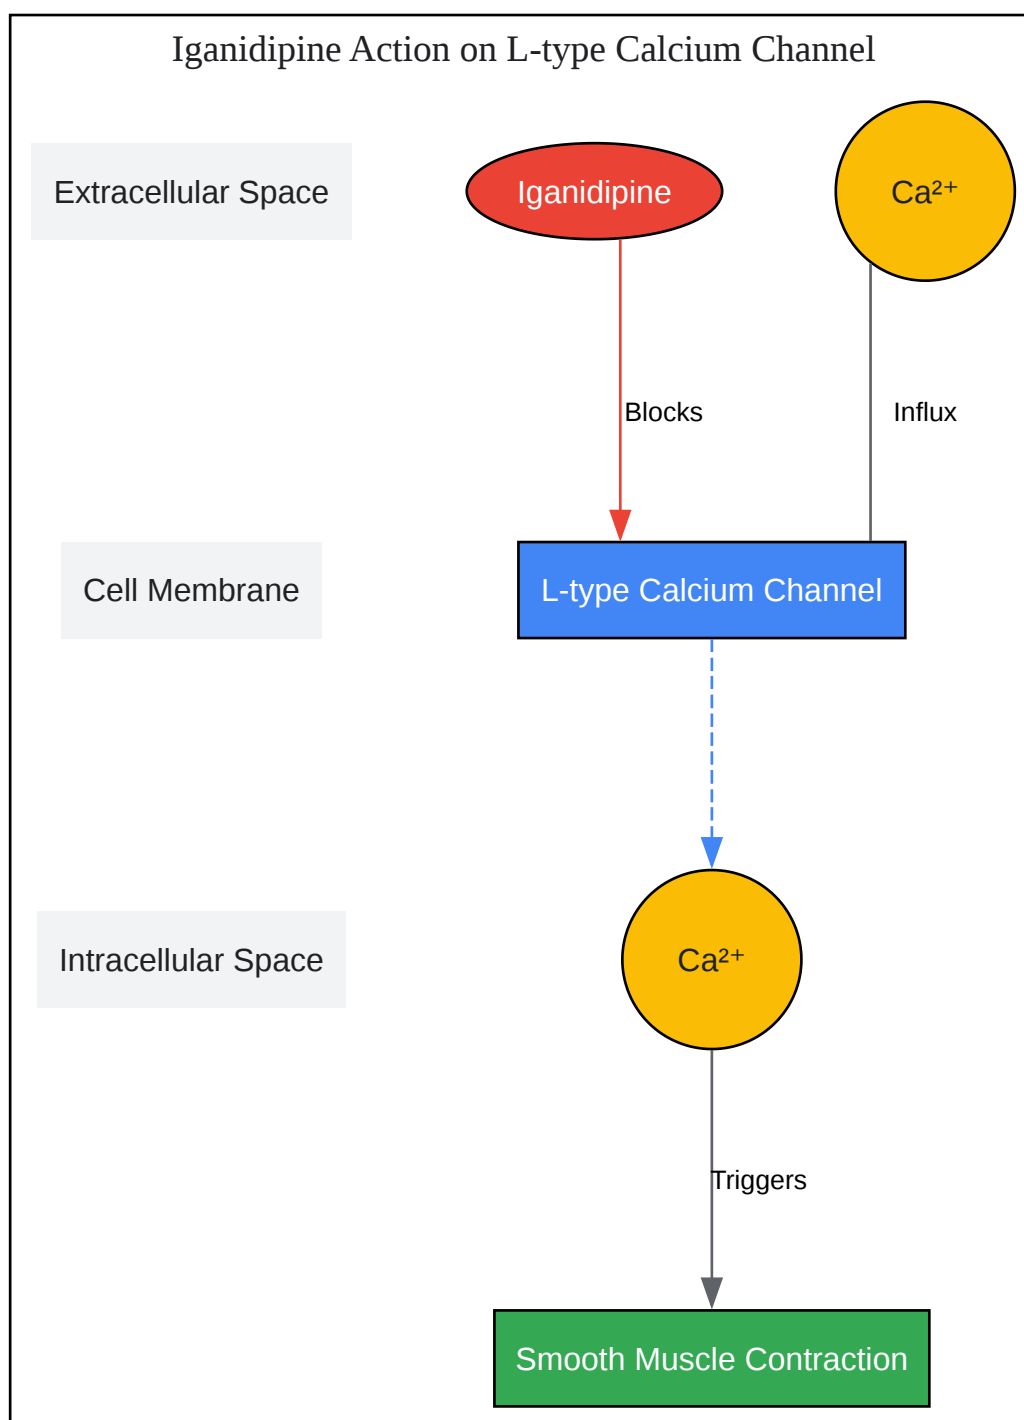 Iganidipine Action on L-type Calcium Channel
Extracellular Space
Iganidipine
Ca²⁺
Blocks
Influx
Cell Membrane
L-type Calcium Channel
Intracellular Space
Ca²⁺
Triggers
Smooth Muscle Contraction